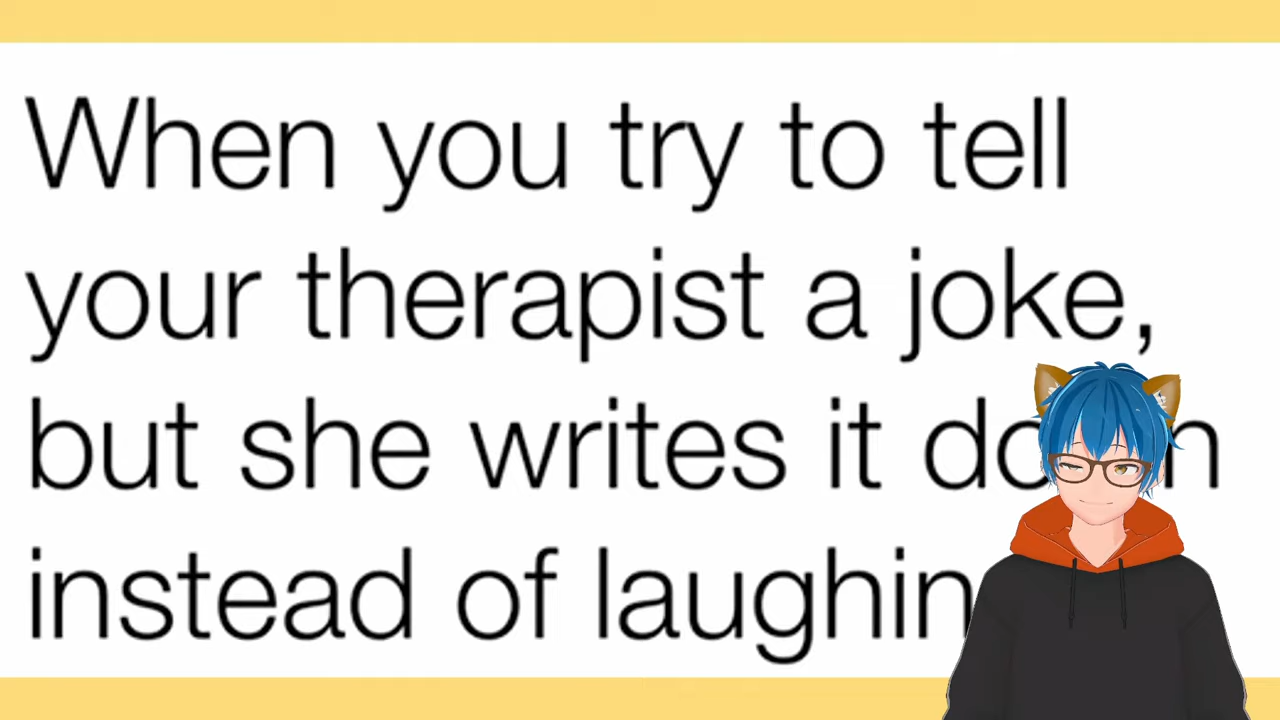 When you try to tell
your therapist a joke,
but she writes it
instead of